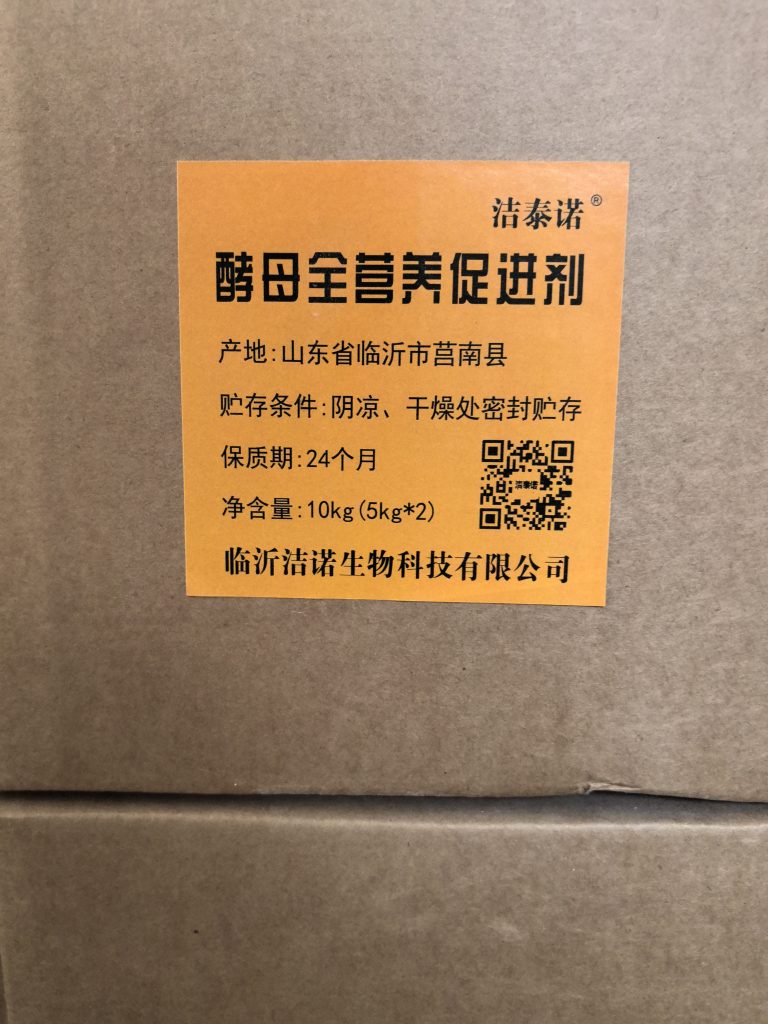 洁泰诺®
酵母全营养促进剂
产地:山东省临沂市莒南县
贮存条件:阴凉、干燥处密封贮存
保质期:24个月
净含量:10kg(5kg*2)
洁泰诺
临沂洁诺生物科技有限公司